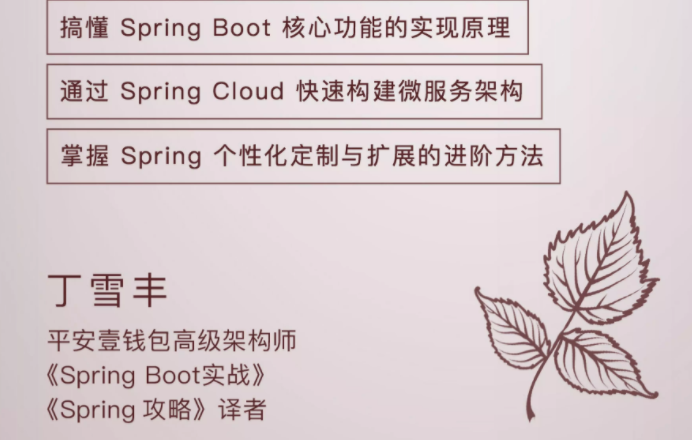 搞懂 Spring Boot 核心功能的实现原理
通过 Spring Cloud 快速构建微服务架构
掌握 Spring 个性化定制与扩展的进阶方法
丁雪丰
平安壹钱包高级架构师
《Spring Boot实战》
《Spring 攻略》译者